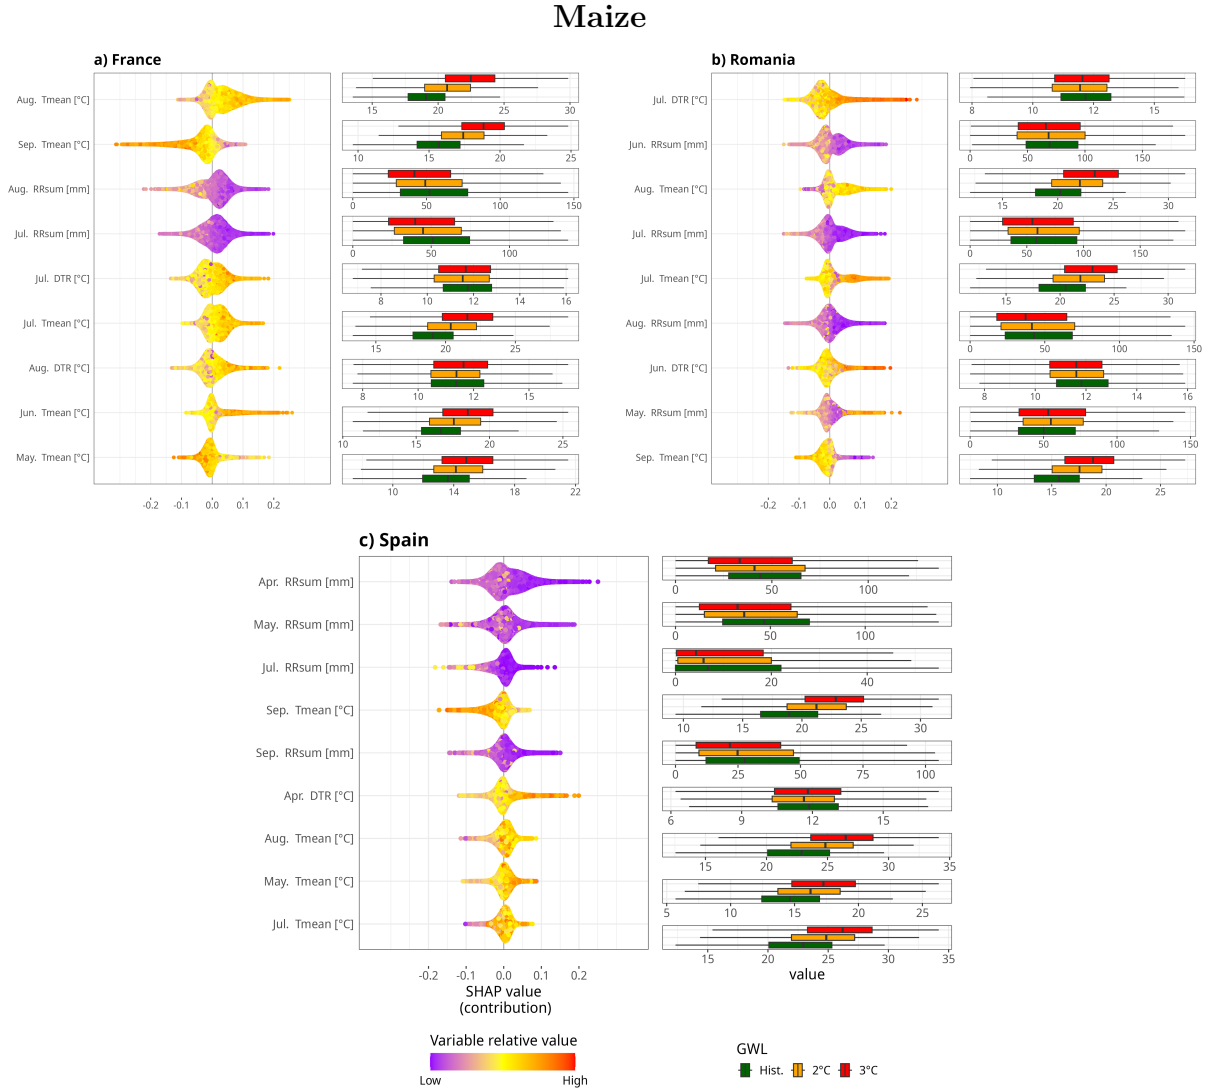 Maize
a) France
Aug. Tmean [°C]
Sep. Tmean [°C]
Aug. RRsum [mm]
Jul. RRsum [mm]
Jul. DTR [°C]
Jul. Tmean [°C]
Aug. DTR [°C]
Jun. Tmean [°C]
May. Tmean [°C]
-0.2 -0.1 0.0 0.1 0.2
15 20 25 30
10 15 20 25
0 50 100 150
0 50 100
8 10 12 14 16
15 20 25
8 10 12 15
10 15 20 25
10 14 18 22
b) Romania
Jul. DTR [°C]
Jun. RRsum [mm]
Aug. Tmean [°C]
Jul. RRsum [mm]
Jul. Tmean [°C]
Aug. RRsum [mm]
Jun. DTR [°C]
May. RRsum [mm]
Sep. Tmean [°C]
-0.2 -0.1 0.0 0.1 0.2
8 10 12 15
0 50 100 150
15 20 25 30
0 50 100 150
15 20 25 30
0 50 100 150
8 10 12 14 16
0 50 100 150
10 15 20 25
c) Spain
Apr. RRsum [mm]
May. RRsum [mm]
Jul. RRsum [mm]
Sep. Tmean [°C]
Sep. RRsum [mm]
Apr. DTR [°C]
Aug. Tmean [°C]
May. Tmean [°C]
Jul. Tmean [°C]
-0.2 -0.1 0.0 0.1 0.2
SHAP value
(contribution)
0 50 100
0 50 100
0 20 40
10 15 20 25 30
0 25 50 75 100
6 9 12 15
15 20 25 30 35
5 10 15 20 25
15 20 25 30 35
value
Variable relative value
Low High
GWL
Hist. 2°C 3°C